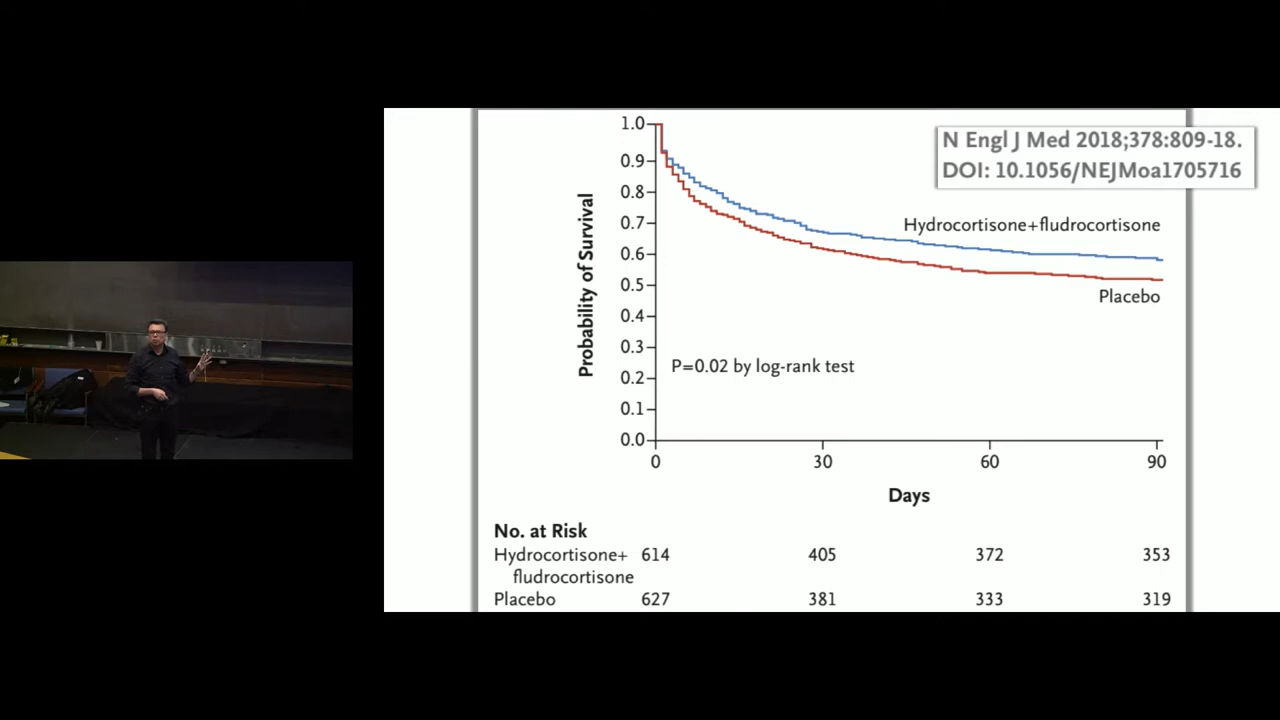 N Engl J Med 2018;378:809-18.
DOI: 10.1056/NEJMoa1705716
Probability of Survival
1.0
0.9
0.8
0.7
0.6
0.5
0.4
0.3
0.2
0.1
0.0
Hydrocortisone+fludrocortisone
Placebo
P=0.02 by log-rank test
0 30 60 90
Days
No. at Risk
Hydrocortisone+ 614 405 372 353
fludrocortisone
Placebo 627 381 333 319